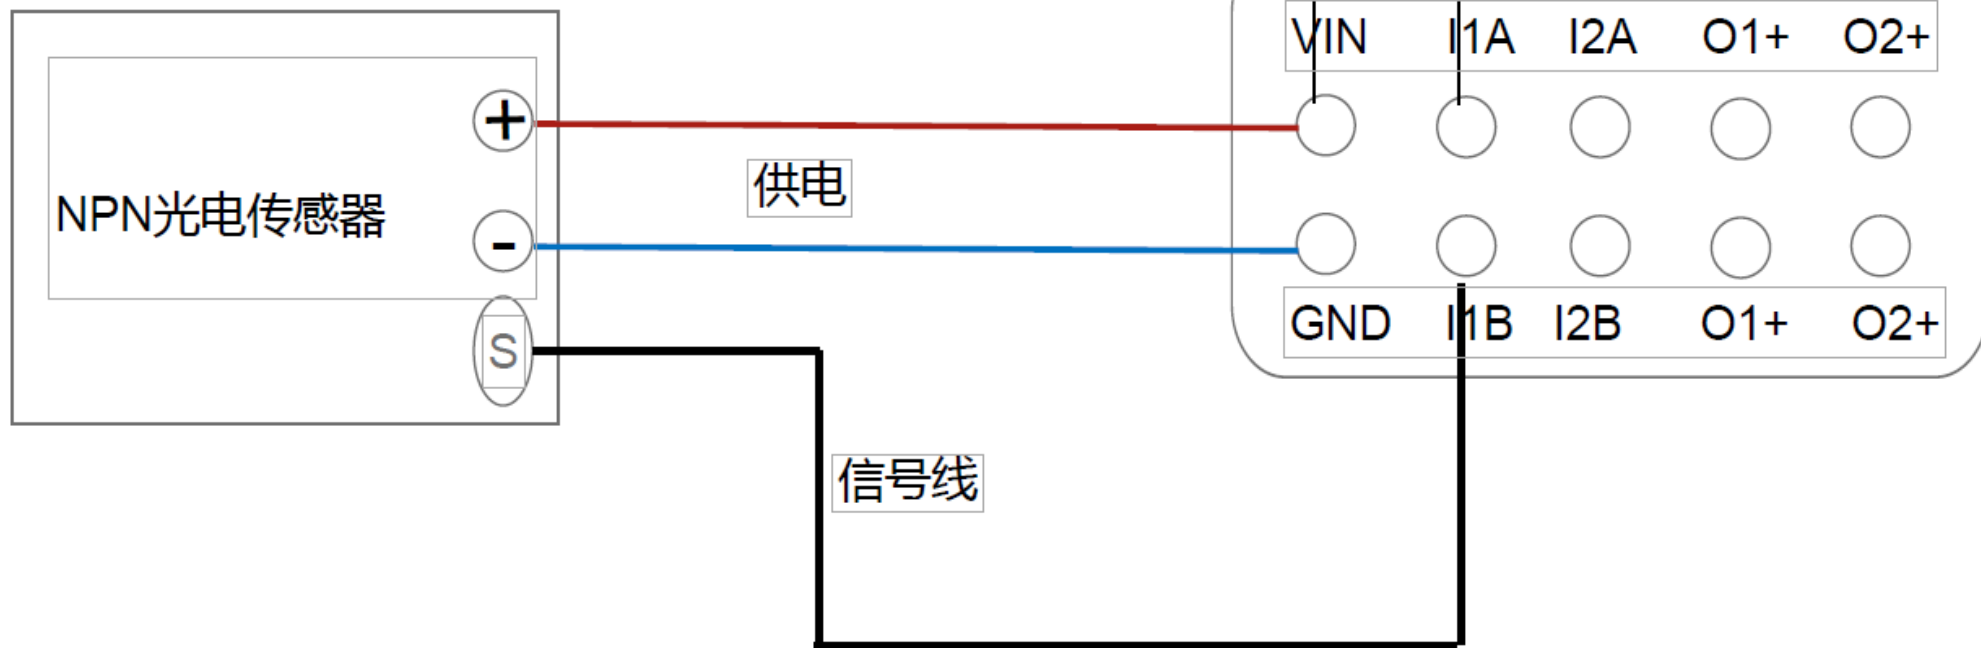 VIN I1A I2A O1+ O2+
+
供电
NPN光电传感器
-
GND I1B I2B O1+ O2+
S
信号线